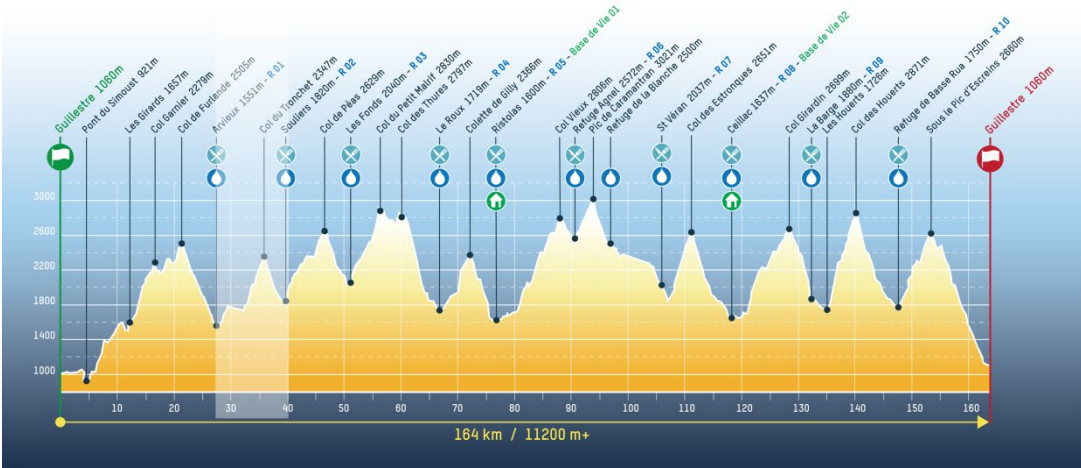 Guillestre 1060m
Pont du Simoust 921m
Les Girards 1657m
Col Garnier 2279m
Col de Furfande 2505m
Arvieux 1551m - R 01
Col du Tronchet 2347m
Souliers 1820m - R 02
Col de Péas 2629m
Les Fonds 2040m - R 03
Col du Petit Malrif 2830m
Col des Thures 2797m
Le Roux 1718m - R 04
Colette de Gilly 2366m
Ristolas 1600m - R 05 - Base de Vie 01
Col Vieux 2806m
Refuge Agnel 2572m - R 06
Pic de Caramantran 3021m
Refuge de la Blanche 2500m
St Véran 2037m - R 07
Col des Estronques 2651m
Ceillac 1637m - R 08 - Base de Vie 02
Col Girardin 2699m
La Barge 1880m - R 09
Les Houerts 1726m
Col des Houerts 2871m
Refuge de Basse Rua 1750m - R 10
Sous le Pic d'Escreins 2660m
Guillestre 1060m
3000
2600
2200
1800
1400
1000
10 20 30 40 50 60 70 80 90 100 110 120 130 140 150 160
164 km / 11200 m+